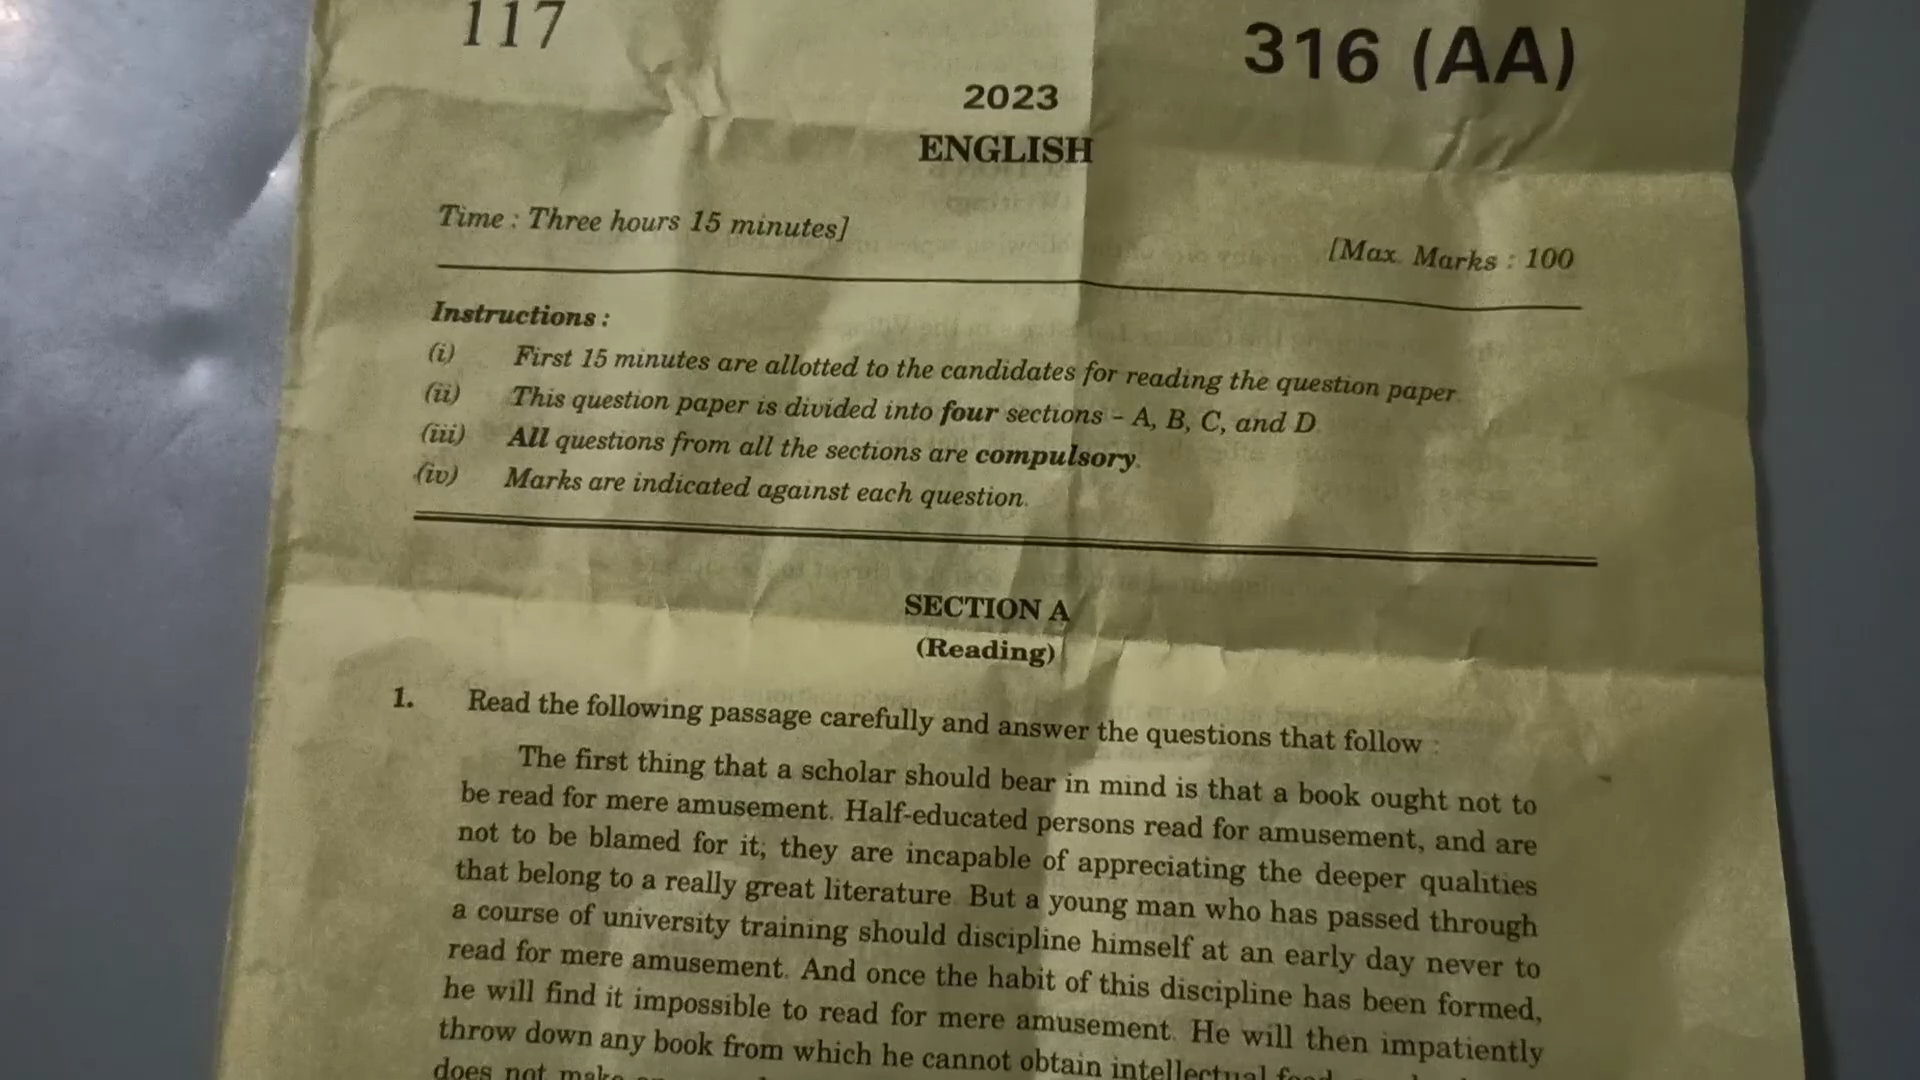 117
316 (AA)
2023
ENGLISH
Time : Three hours 15 minutes]
[Max. Marks : 100
Instructions :
(i) First 15 minutes are allotted to the candidates for reading the question paper.
(ii) This question paper is divided into four sections – A, B, C, and D.
(iii) All questions from all the sections are compulsory.
(iv) Marks are indicated against each question.
SECTION A
(Reading)
1. Read the following passage carefully and answer the questions that follow :
The first thing that a scholar should bear in mind is that a book ought not to
be read for mere amusement. Half-educated persons read for amusement, and are
not to be blamed for it; they are incapable of appreciating the deeper qualities
that belong to a really great literature. But a young man who has passed through
a course of university training should discipline himself at an early day never to
read for mere amusement. And once the habit of this discipline has been formed,
he will find it impossible to read for mere amusement. He will then impatiently
throw down any book from which he cannot obtain intellectual
does not make